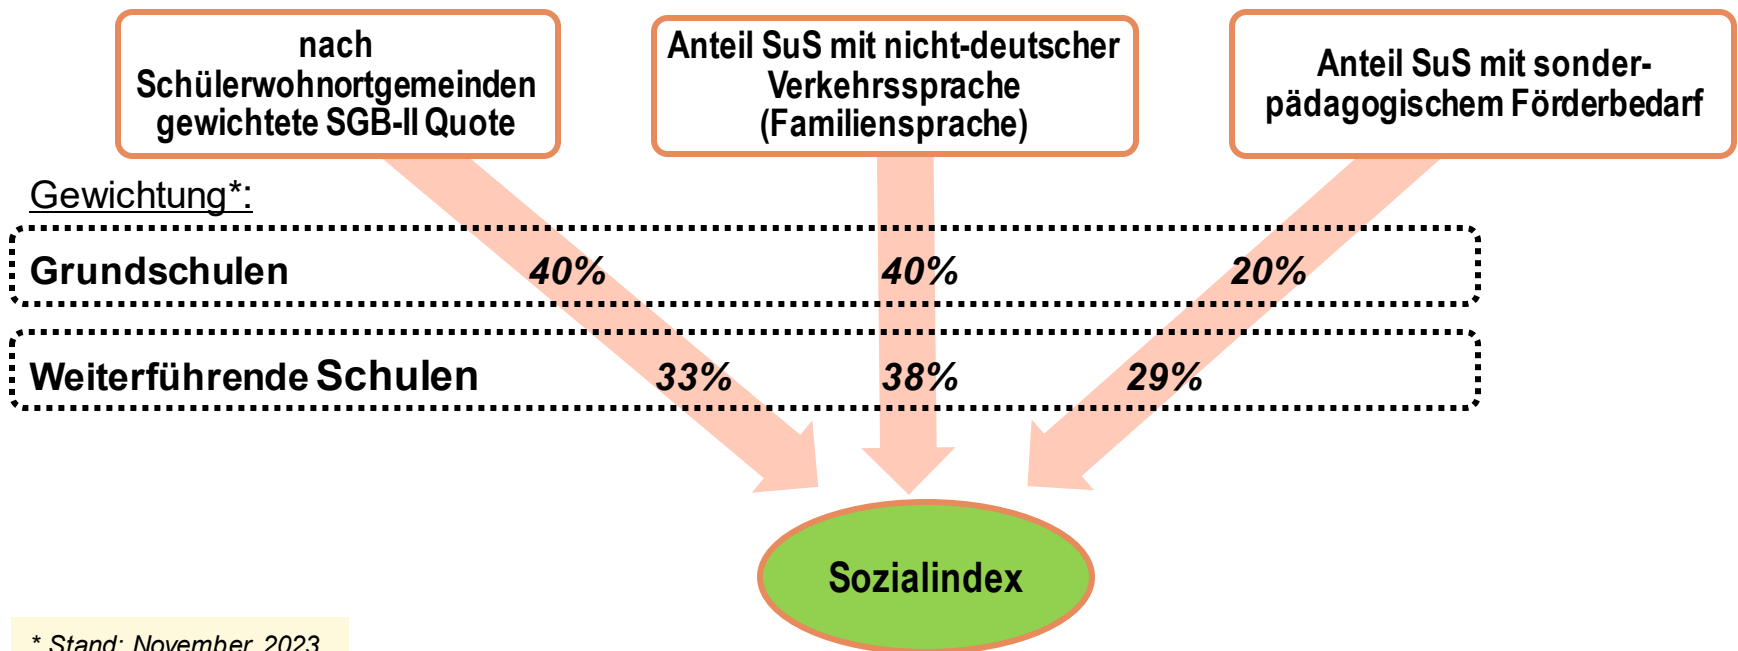 nach
Schülerwohnortgemeinden
gewichtete SGB-II Quote
Anteil SuS mit nicht-deutscher
Verkehrssprache
(Familiensprache)
Anteil SuS mit sonder-
pädagogischem Förderbedarf
Gewichtung*:
Grundschulen 40% 40% 20%
Weiterführende Schulen 33% 38% 29%
Sozialindex
* Stand: November 2023